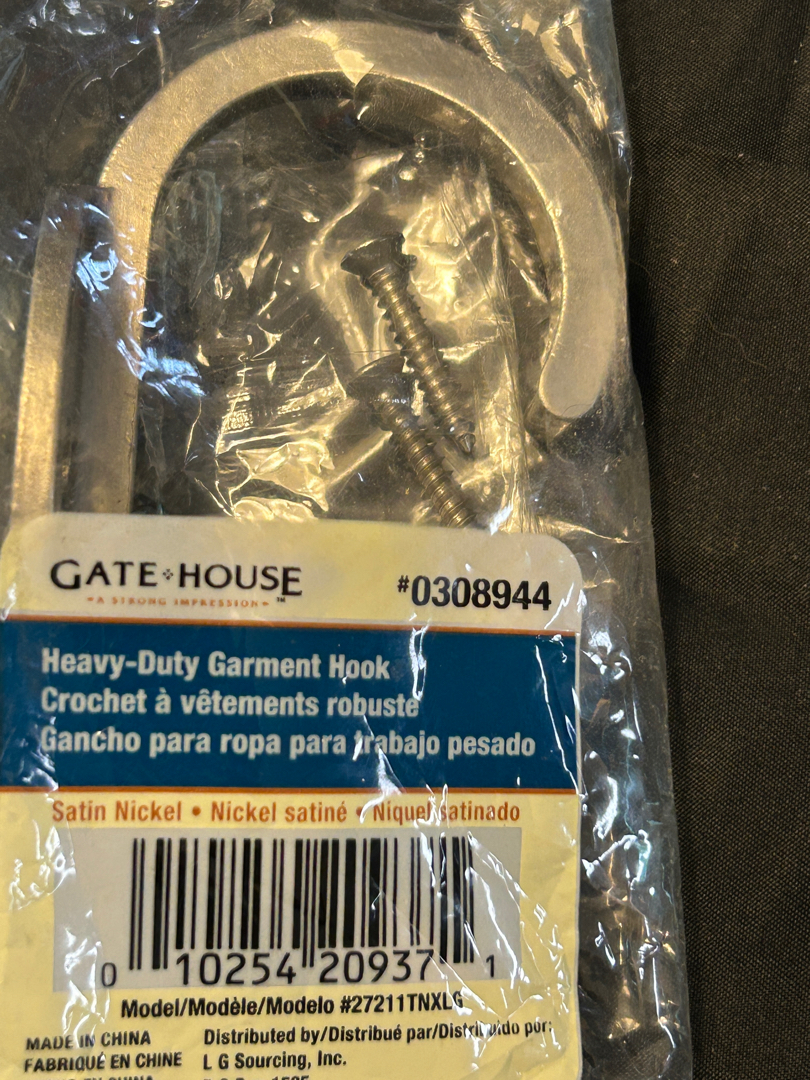 GATE HOUSE
A STRONG IMPRESSION ™
#0308944
Heavy-Duty Garment Hook
Crochet à vêtements robuste
Gancho para ropa para trabajo pesado
Satin Nickel • Nickel satiné • Niquel satinado
0 10254 20937 1
Model/Modèle/Modelo #27211TNXLG
MADE IN CHINA
FABRIQUÉ EN CHINE
Distributed by/Distribué par/Distribuido por:
L G Sourcing, Inc.